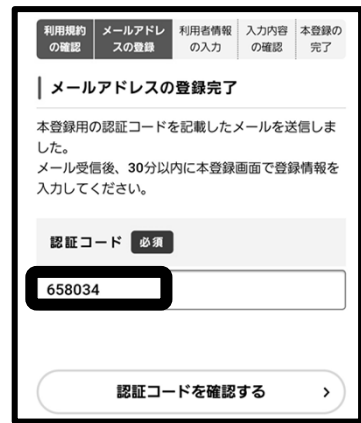 利用規約
の確認
メールアドレ
スの登録
利用者情報
の入力
入力内容
の確認
本登録の
完了
メールアドレスの登録完了
本登録用の認証コードを記載したメールを送信しま
した。
メール受信後、30分以内に本登録画面で登録情報を
入力してください。
認証コード 必須
658034
認証コードを確認する